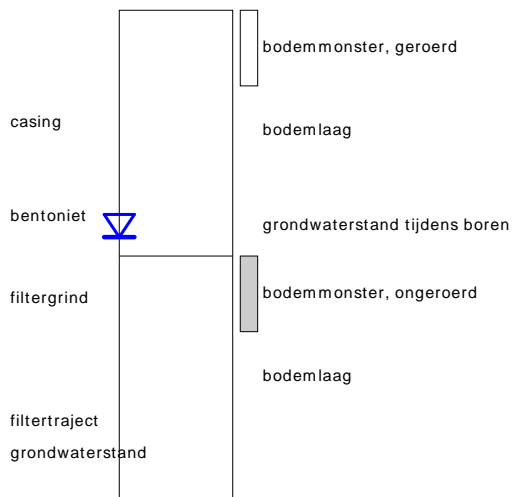 bodemmonster, geroerd
casing
bodemlaag
bentoniet
grondwaterstand tijdens boren
filtergrind
bodemmonster, ongeroerd
bodemlaag
filtertraject
grondwaterstand